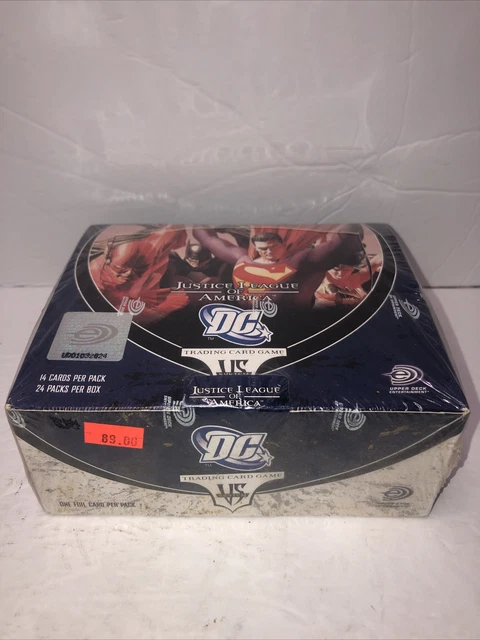 JUSTICE LEAGUE
OF
AMERICA
DC
TRADING CARD GAME
VS
14 CARDS PER PACK
24 PACKS PER BOX
UPPER DECK
ENTERTAINMENT
JUSTICE LEAGUE
OF
AMERICA
89.00
DC
TRADING CARD GAME
VS
ONE FOIL CARD PER PACK